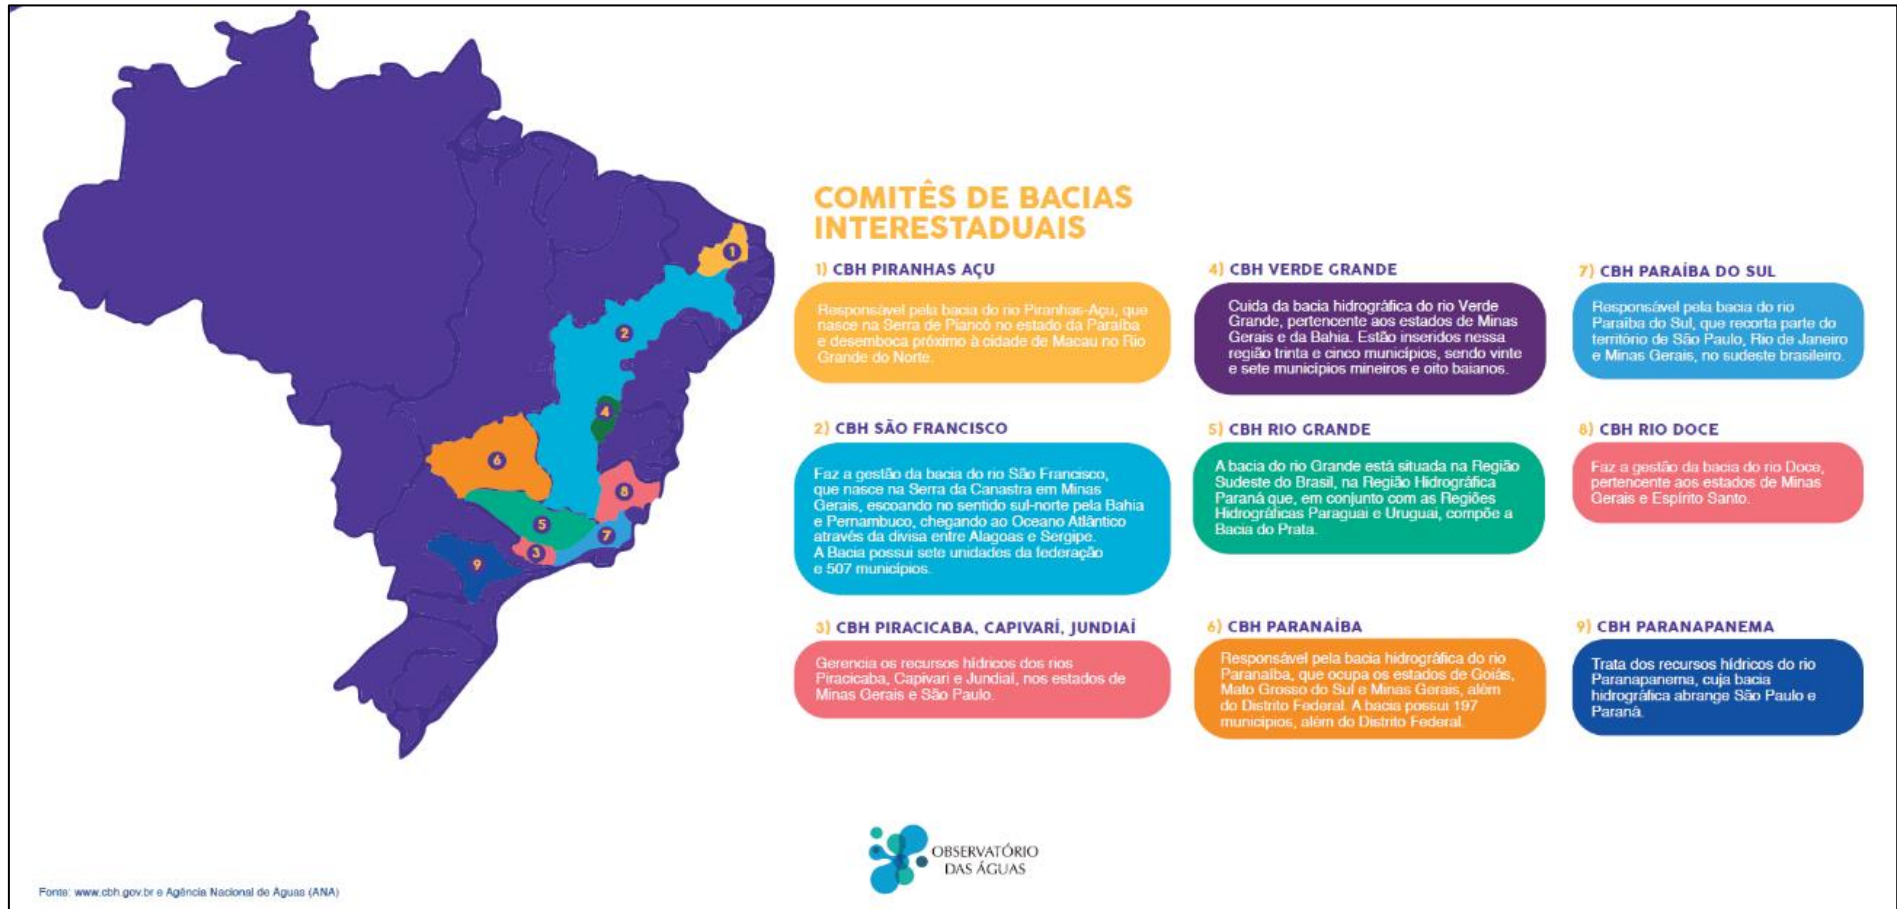 COMITÊS DE BACIAS
INTERESTADUAIS
1) CBH PIRANHAS AÇU
Responsável pela bacia do rio Piranhas-Açu, que
nasce na Serra de Piancó no estado da Paraíba
e desemboca próximo à cidade de Macau no Rio
Grande do Norte.
2) CBH SÃO FRANCISCO
Faz a gestão da bacia do rio São Francisco,
que nasce na Serra da Canastra em Minas
Gerais, escoando no sentido sul-norte pela Bahia
e Pernambuco, chegando ao Oceano Atlântico
através da divisa entre Alagoas e Sergipe.
A Bacia possui sete unidades da federação
e 507 municípios.
3) CBH PIRACICABA, CAPIVARÍ, JUNDIAÍ
Gerencia os recursos hídricos dos rios
Piracicaba, Capivari e Jundiaí, nos estados de
Minas Gerais e São Paulo.
4) CBH VERDE GRANDE
Cuida da bacia hidrográfica do rio Verde
Grande, pertencente aos estados de Minas
Gerais e da Bahia. Estão inseridos nessa
região trinta e cinco municípios, sendo vinte
e sete municípios mineiros e oito baianos.
5) CBH RIO GRANDE
A bacia do rio Grande está situada na Região
Sudeste do Brasil, na Região Hidrográfica
Paraná que, em conjunto com as Regiões
Hidrográficas Paraguai e Uruguai, compõe a
Bacia do Prata.
6) CBH PARANAÍBA
Responsável pela bacia hidrográfica do rio
Paranaíba, que ocupa os estados de Goiás,
Mato Grosso do Sul e Minas Gerais, além
do Distrito Federal. A bacia possui 197
municípios, além do Distrito Federal.
7) CBH PARAÍBA DO SUL
Responsável pela bacia do rio
Paraíba do Sul, que recorta parte do
território de São Paulo, Rio de Janeiro
e Minas Gerais, no sudeste brasileiro.
8) CBH RIO DOCE
Faz a gestão da bacia do rio Doce,
pertencente aos estados de Minas
Gerais e Espírito Santo.
9) CBH PARANAPANEMA
Trata dos recursos hídricos do rio
Paranapanema, cuja bacia
hidrográfica abrange São Paulo e
Paraná.
1
2
4
6
8
5
7
3
9
OBSERVATÓRIO
DAS ÁGUAS
Fonte: www.cbh.gov.br e Agência Nacional de Águas (ANA)